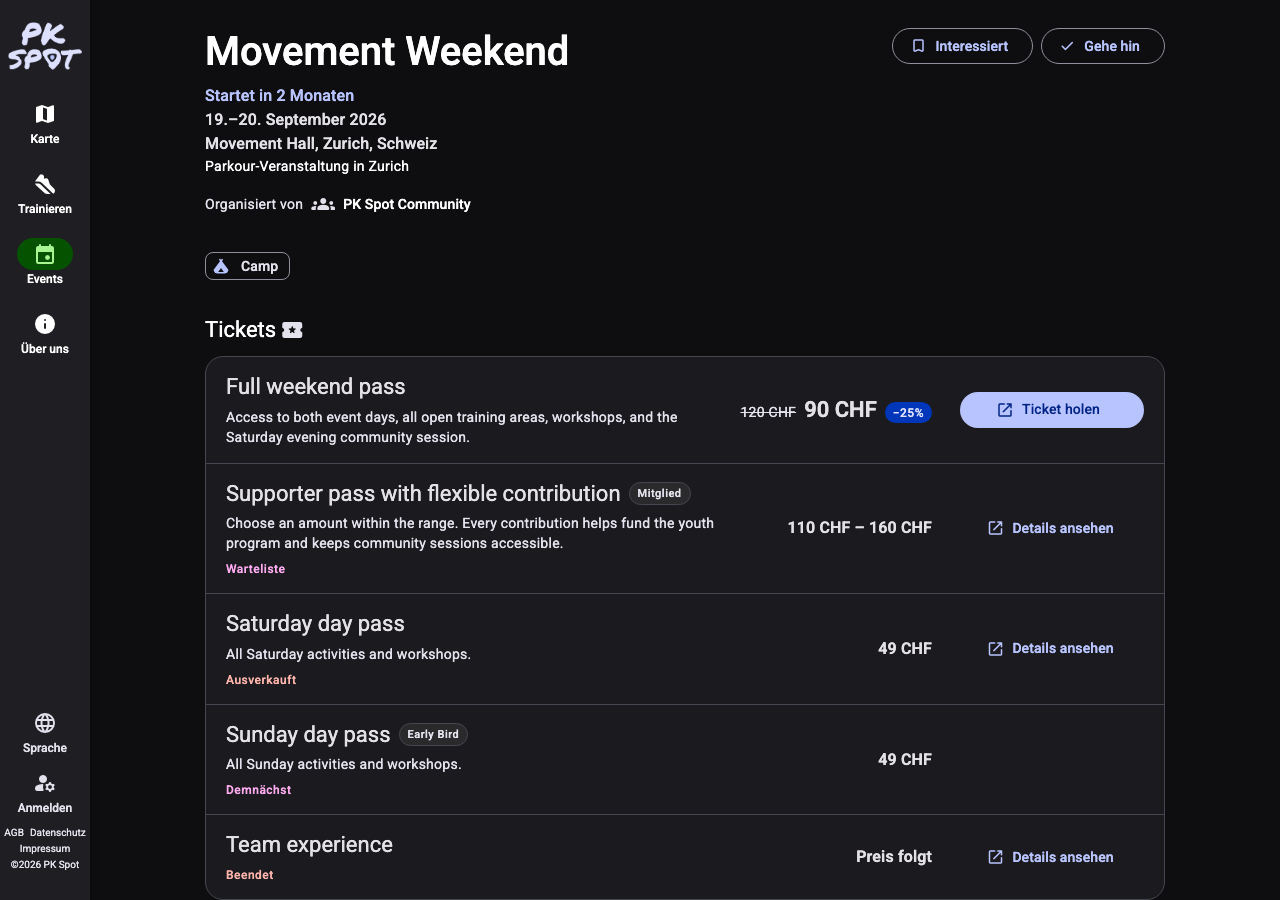 PK
SPOT
Karte
Trainieren
Events
Über uns
Sprache
Anmelden
AGB Datenschutz
Impressum
©2026 PK Spot
Movement Weekend
Interessiert
Gehe hin
Startet in 2 Monaten
19.–20. September 2026
Movement Hall, Zurich, Schweiz
Parkour-Veranstaltung in Zurich
Organisiert von PK Spot Community
Camp
Tickets
Full weekend pass
Access to both event days, all open training areas, workshops, and the
Saturday evening community session.
120 CHF 90 CHF −25%
Ticket holen
Supporter pass with flexible contribution Mitglied
Choose an amount within the range. Every contribution helps fund the youth
program and keeps community sessions accessible.
Warteliste
110 CHF – 160 CHF
Details ansehen
Saturday day pass
All Saturday activities and workshops.
Ausverkauft
49 CHF
Details ansehen
Sunday day pass Early Bird
All Sunday activities and workshops.
Demnächst
49 CHF
Team experience
Beendet
Preis folgt
Details ansehen